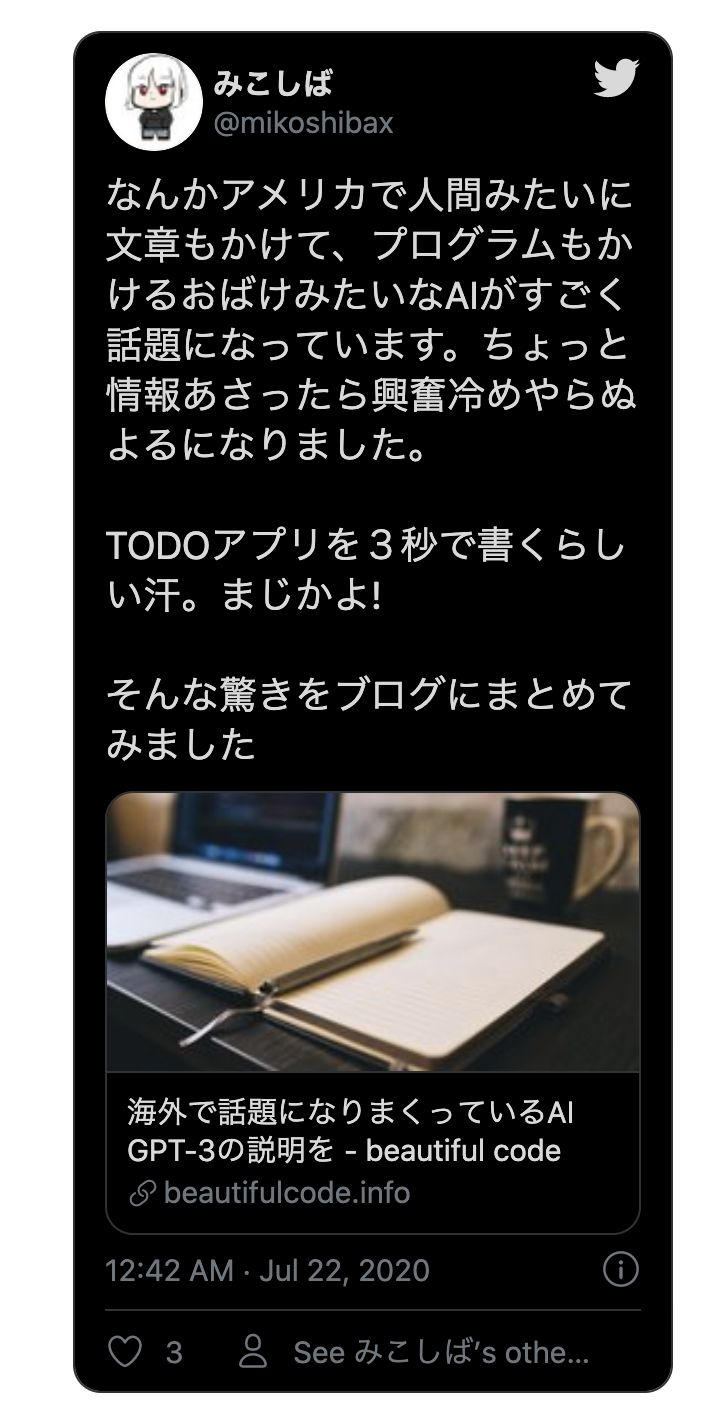 みこしば
@mikoshibax
なんかアメリカで人間みたいに
文章もかけて、プログラムもか
けるおばけみたいなAIがすごく
話題になっています。ちょっと
情報あさったら興奮冷めやらぬ
よるになりました。
TODOアプリを３秒で書くらし
い汗。まじかよ!
そんな驚きをブログにまとめて
みました
海外で話題になりまくっているAI
GPT-3の説明を - beautiful code
beautifulcode.info
12:42 AM · Jul 22, 2020
3
See みこしば’s othe...